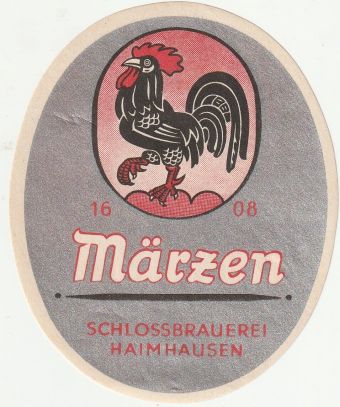 16 08
Märzen
SCHLOSSBRAUEREI
HAIMHAUSEN